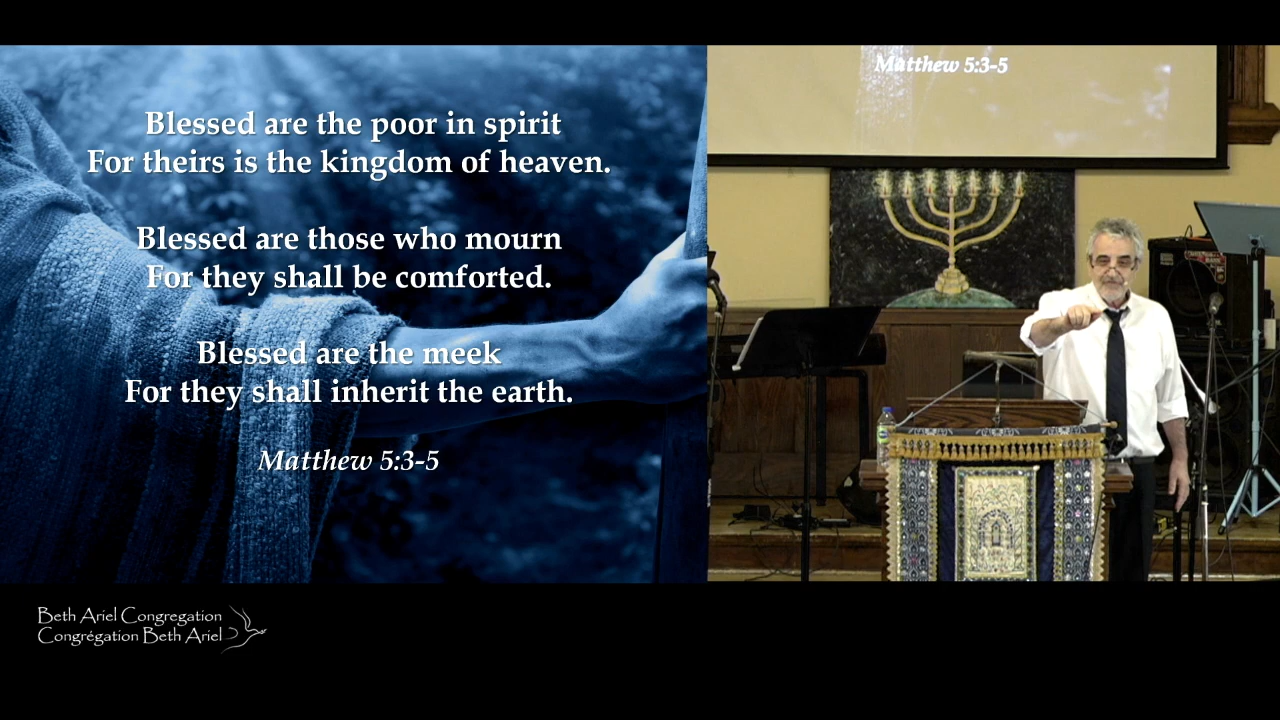 Blessed are the poor in spirit
For theirs is the kingdom of heaven.
Blessed are those who mourn
For they shall be comforted.
Blessed are the meek
For they shall inherit the earth.
Matthew 5:3-5
Matthew 5:3-5
Beth Ariel Congregation
Congrégation Beth Ariel